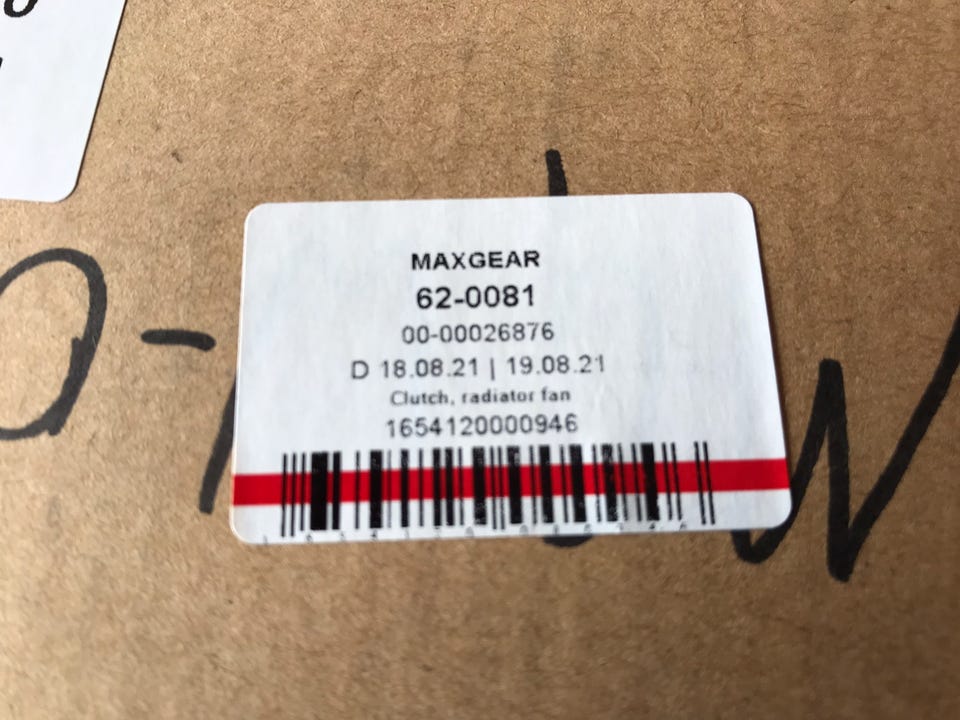 MAXGEAR
62-0081
00-00026876
D 18.08.21 | 19.08.21
Clutch, radiator fan
1654120000946